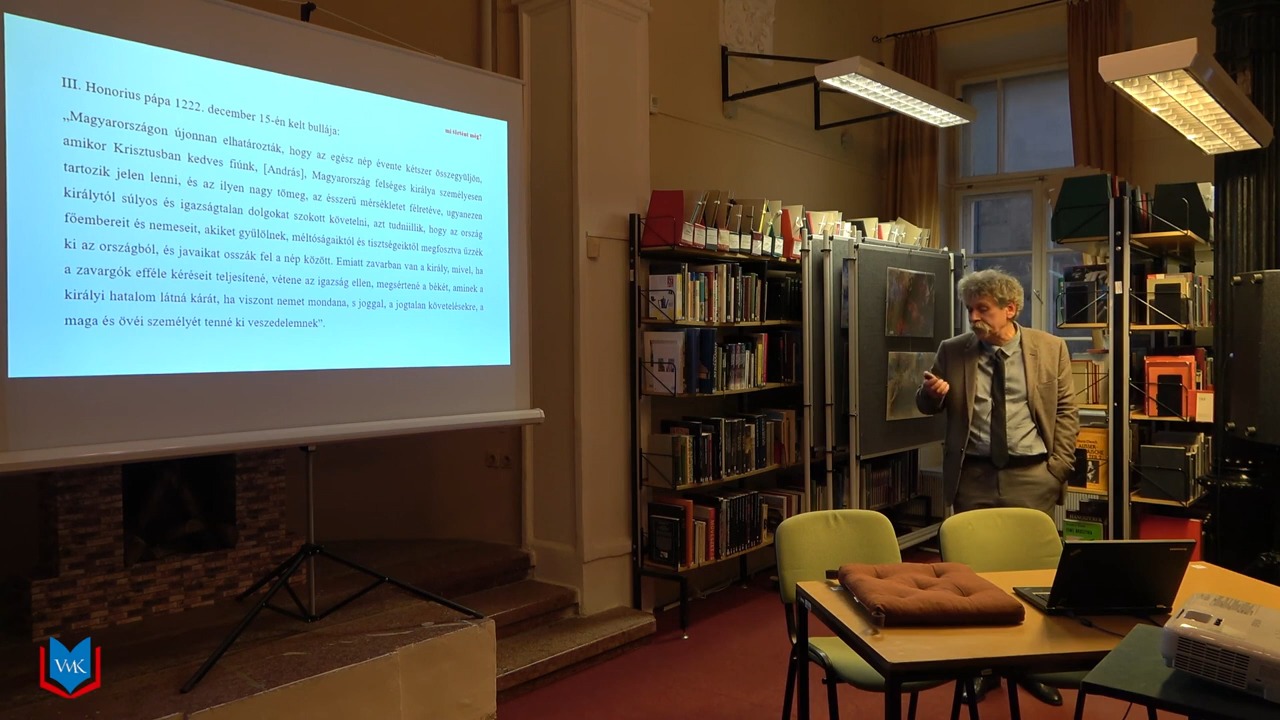 III. Honorius pápa 1222. december 15-én kelt bullája:
mi történt még?
„Magyarországon újonnan elhatározták, hogy az egész nép évente kétszer összegyűljön,
amikor Krisztusban kedves fiúnk, [András], Magyarország felséges királya személyesen
tartozik jelen lenni, és az ilyen nagy tömeg, az ésszerű mérsékletet félretéve, ugyanezen
királytól súlyos és igazságtalan dolgokat szokott követelni, azt tudniillik, hogy az ország
főembereit és nemeseit, akiket gyűlölnek, méltóságaiktól és tisztségeiktől megfosztva űzzék
ki az országból, és javaikat osszák fel a nép között. Emiatt zavarban van a király, mivel, ha
a zavargók efféle kéréseit teljesítené, vétene az igazság ellen, megsértené a békét, aminek a
királyi hatalom látná kárát, ha viszont nemet mondana, s joggal, a jogtalan követelésekre, a
maga és övéi személyét tenné ki veszedelemnek”.
VMK